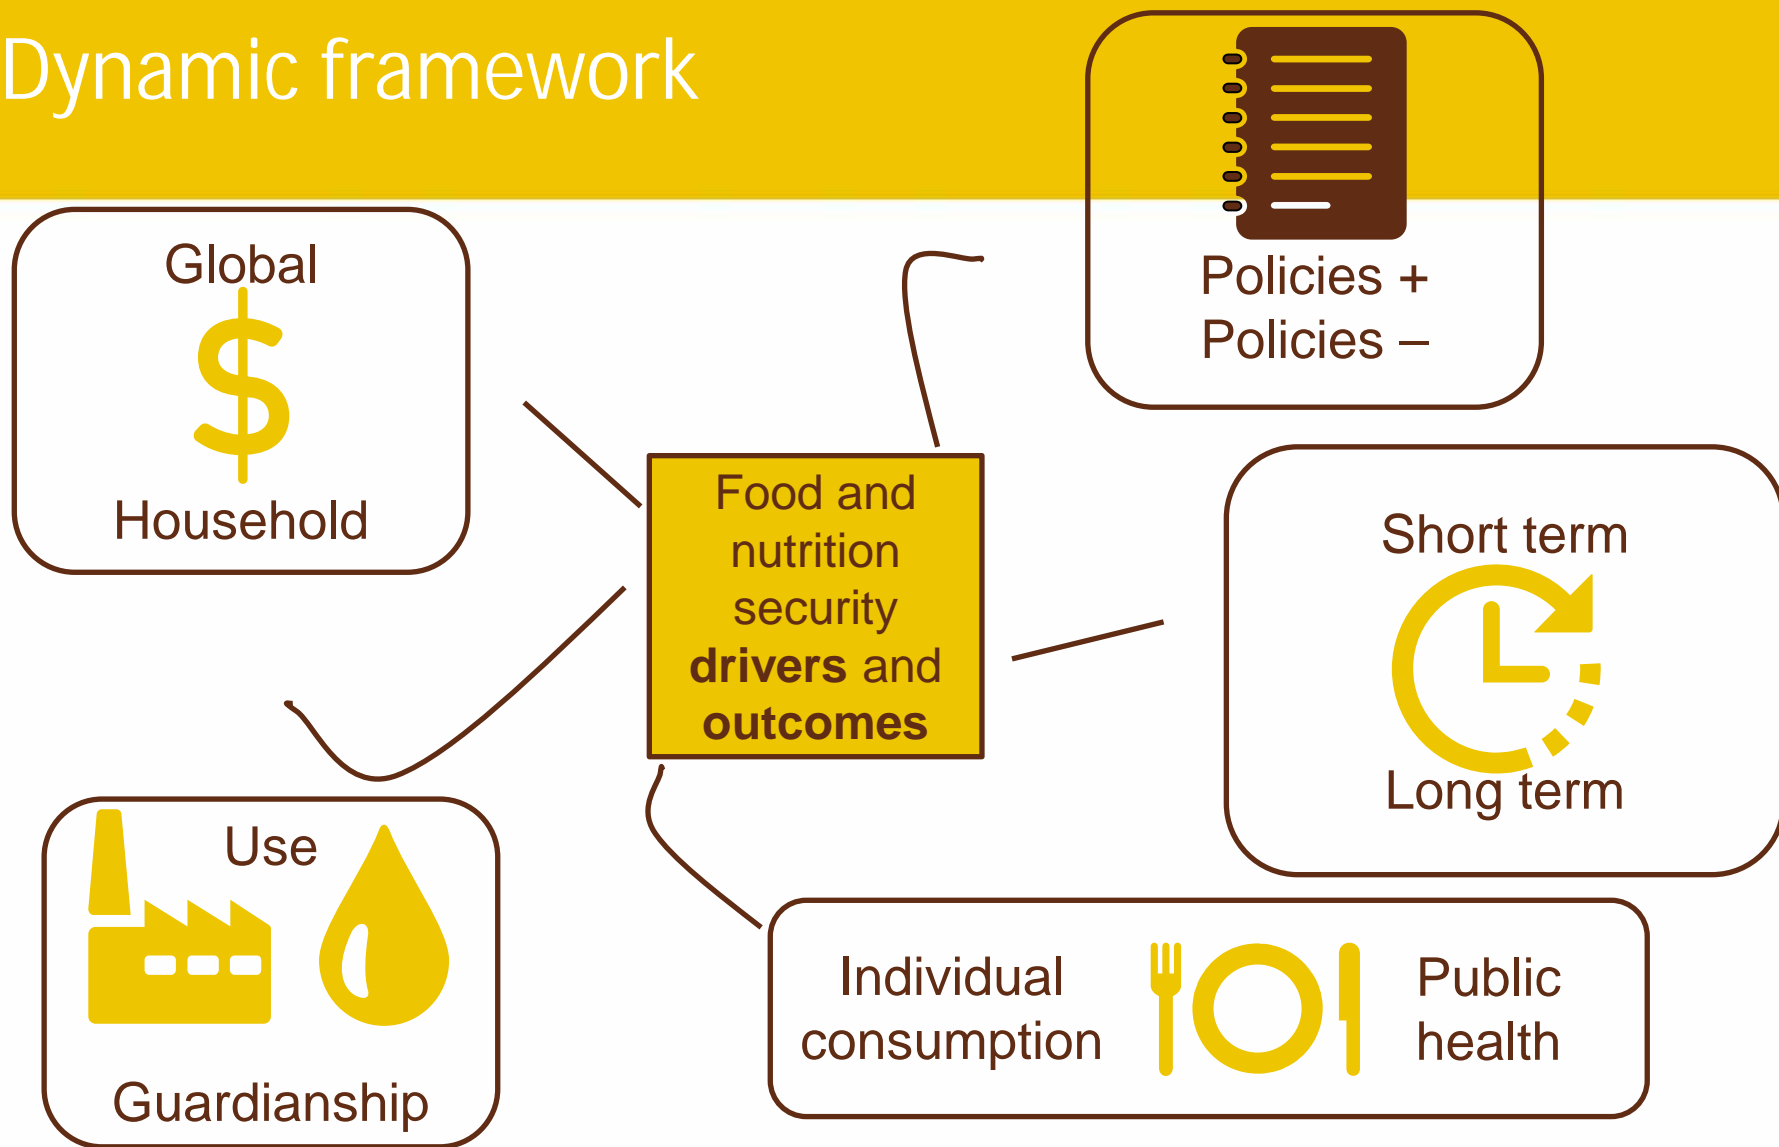 Dynamic framework
Global
$
Household
Policies +
Policies –
Food and
nutrition
security
drivers and
outcomes
Short term
Long term
Use
Guardianship
Individual
consumption
Public
health